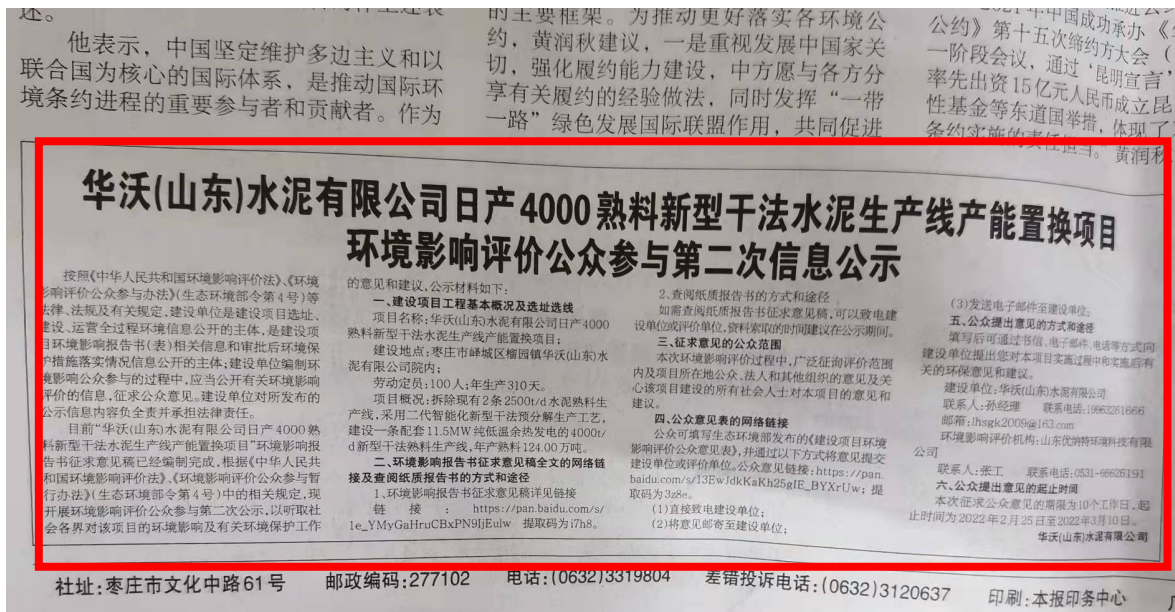 他表示，中国坚定维护多边主义和以
联合国为核心的国际体系，是推动国际环
境条约进程的重要参与者和贡献者。作为
的主要框架。为推动更好落实各环境公
约，黄润秋建议，一是重视发展中国家关
切，强化履约能力建设，中方愿与各方分
享有关履约的经验做法，同时发挥“一带
一路”绿色发展国际联盟作用，共同促进
2021年中国成功承办《
公约》第十五次缔约方大会（
一阶段会议，通过‘昆明宣言’
率先出资15亿元人民币成立昆
性基金等东道国举措，体现了
条约实施的责任担当。”黄润秋
华沃(山东)水泥有限公司日产4000熟料新型干法水泥生产线产能置换项目
环境影响评价公众参与第二次信息公示
按照《中华人民共和国环境影响评价法》、《环境
影响评价公众参与办法》(生态环境部令第4号)等
法律、法规及有关规定,建设单位是建设项目选址、
建设、运营全过程环境信息公开的主体,是建设项
目环境影响报告书(表)相关信息和审批后环境保
护措施落实情况信息公开的主体;建设单位编制环
境影响公众参与的过程中,应当公开有关环境影响
评价的信息,征求公众意见。建设单位对所发布的
公示信息内容负全责并承担法律责任。
目前“华沃(山东)水泥有限公司日产4000熟
料新型干法水泥生产线产能置换项目”环境影响报
告书征求意见稿已经编制完成,根据《中华人民共
和国环境影响评价法》、《环境影响评价公众参与暂
行办法》(生态环境部令第4号)中的相关规定,现
开展环境影响评价公众参与第二次公示,以听取社
会各界对该项目的环境影响及有关环境保护工作
的意见和建议,公示材料如下:
一、建设项目工程基本概况及选址选线
项目名称:华沃(山东)水泥有限公司日产4000
熟料新型干法水泥生产线产能置换项目;
建设地点:枣庄市峄城区榴园镇华沃(山东)水
泥有限公司院内;
劳动定员:100人;年生产310天。
项目概况:拆除现有2条2500t/d水泥熟料生
产线,采用二代智能化新型干法预分解生产工艺,
建设一条配套11.5MW纯低温余热发电的4000t/
d新型干法熟料生产线,年产熟料124.00万吨。
二、环境影响报告书征求意见稿全文的网络链
接及查阅纸质报告书的方式和途径
1、环境影响报告书征求意见稿详见链接
链接:https://pan.baidu.com/s/
1e_YMyGaHruCBxPN9IjEulw 提取码为i7h8。
2、查阅纸质报告书的方式和途径
如需查阅纸质报告书征求意见稿,可以致电建
设单位或评价单位,资料索取的时间建议在公示期间。
三、征求意见的公众范围
本次环境影响评价过程中,广泛征询评价范围
内及项目所在地公众、法人和其他组织的意见及关
心该项目建设的所有社会人士对本项目的意见和
建议。
四、公众意见表的网络链接
公众可填写生态环境部发布的《建设项目环境
影响评价公众意见表》,并通过以下方式将意见提交
建设单位或评价单位。公众意见链接:https://pan.
baidu.com/s/13EwJdkKaKh25gIE_BYXrUw;提
取码为3z8e。
(1)直接致电建设单位;
(2)将意见邮寄至建设单位;
(3)发送电子邮件至建设单位;
五、公众提出意见的方式和途径
填写后可通过书信、电子邮件、电话等方式向
建设单位提出您对本项目实施过程中和实施后有
关的环保意见和建议。
建设单位:华沃(山东)水泥有限公司
联系人:孙经理 联系电话:19963261666
邮箱:lhsgk2009@163.com
环境影响评价机构:山东优纳特环境科技有限
公司
联系人:张工 联系电话:0531-66626191
六、公众提出意见的起止时间
本次征求公众意见的期限为10个工作日,起
止时间为2022年2月25日至2022年3月10日。
华沃(山东)水泥有限公司
社址:枣庄市文化中路61号 邮政编码:277102 电话:(0632)3319804 差错投诉电话:(0632)3120637 印刷:本报印务中心